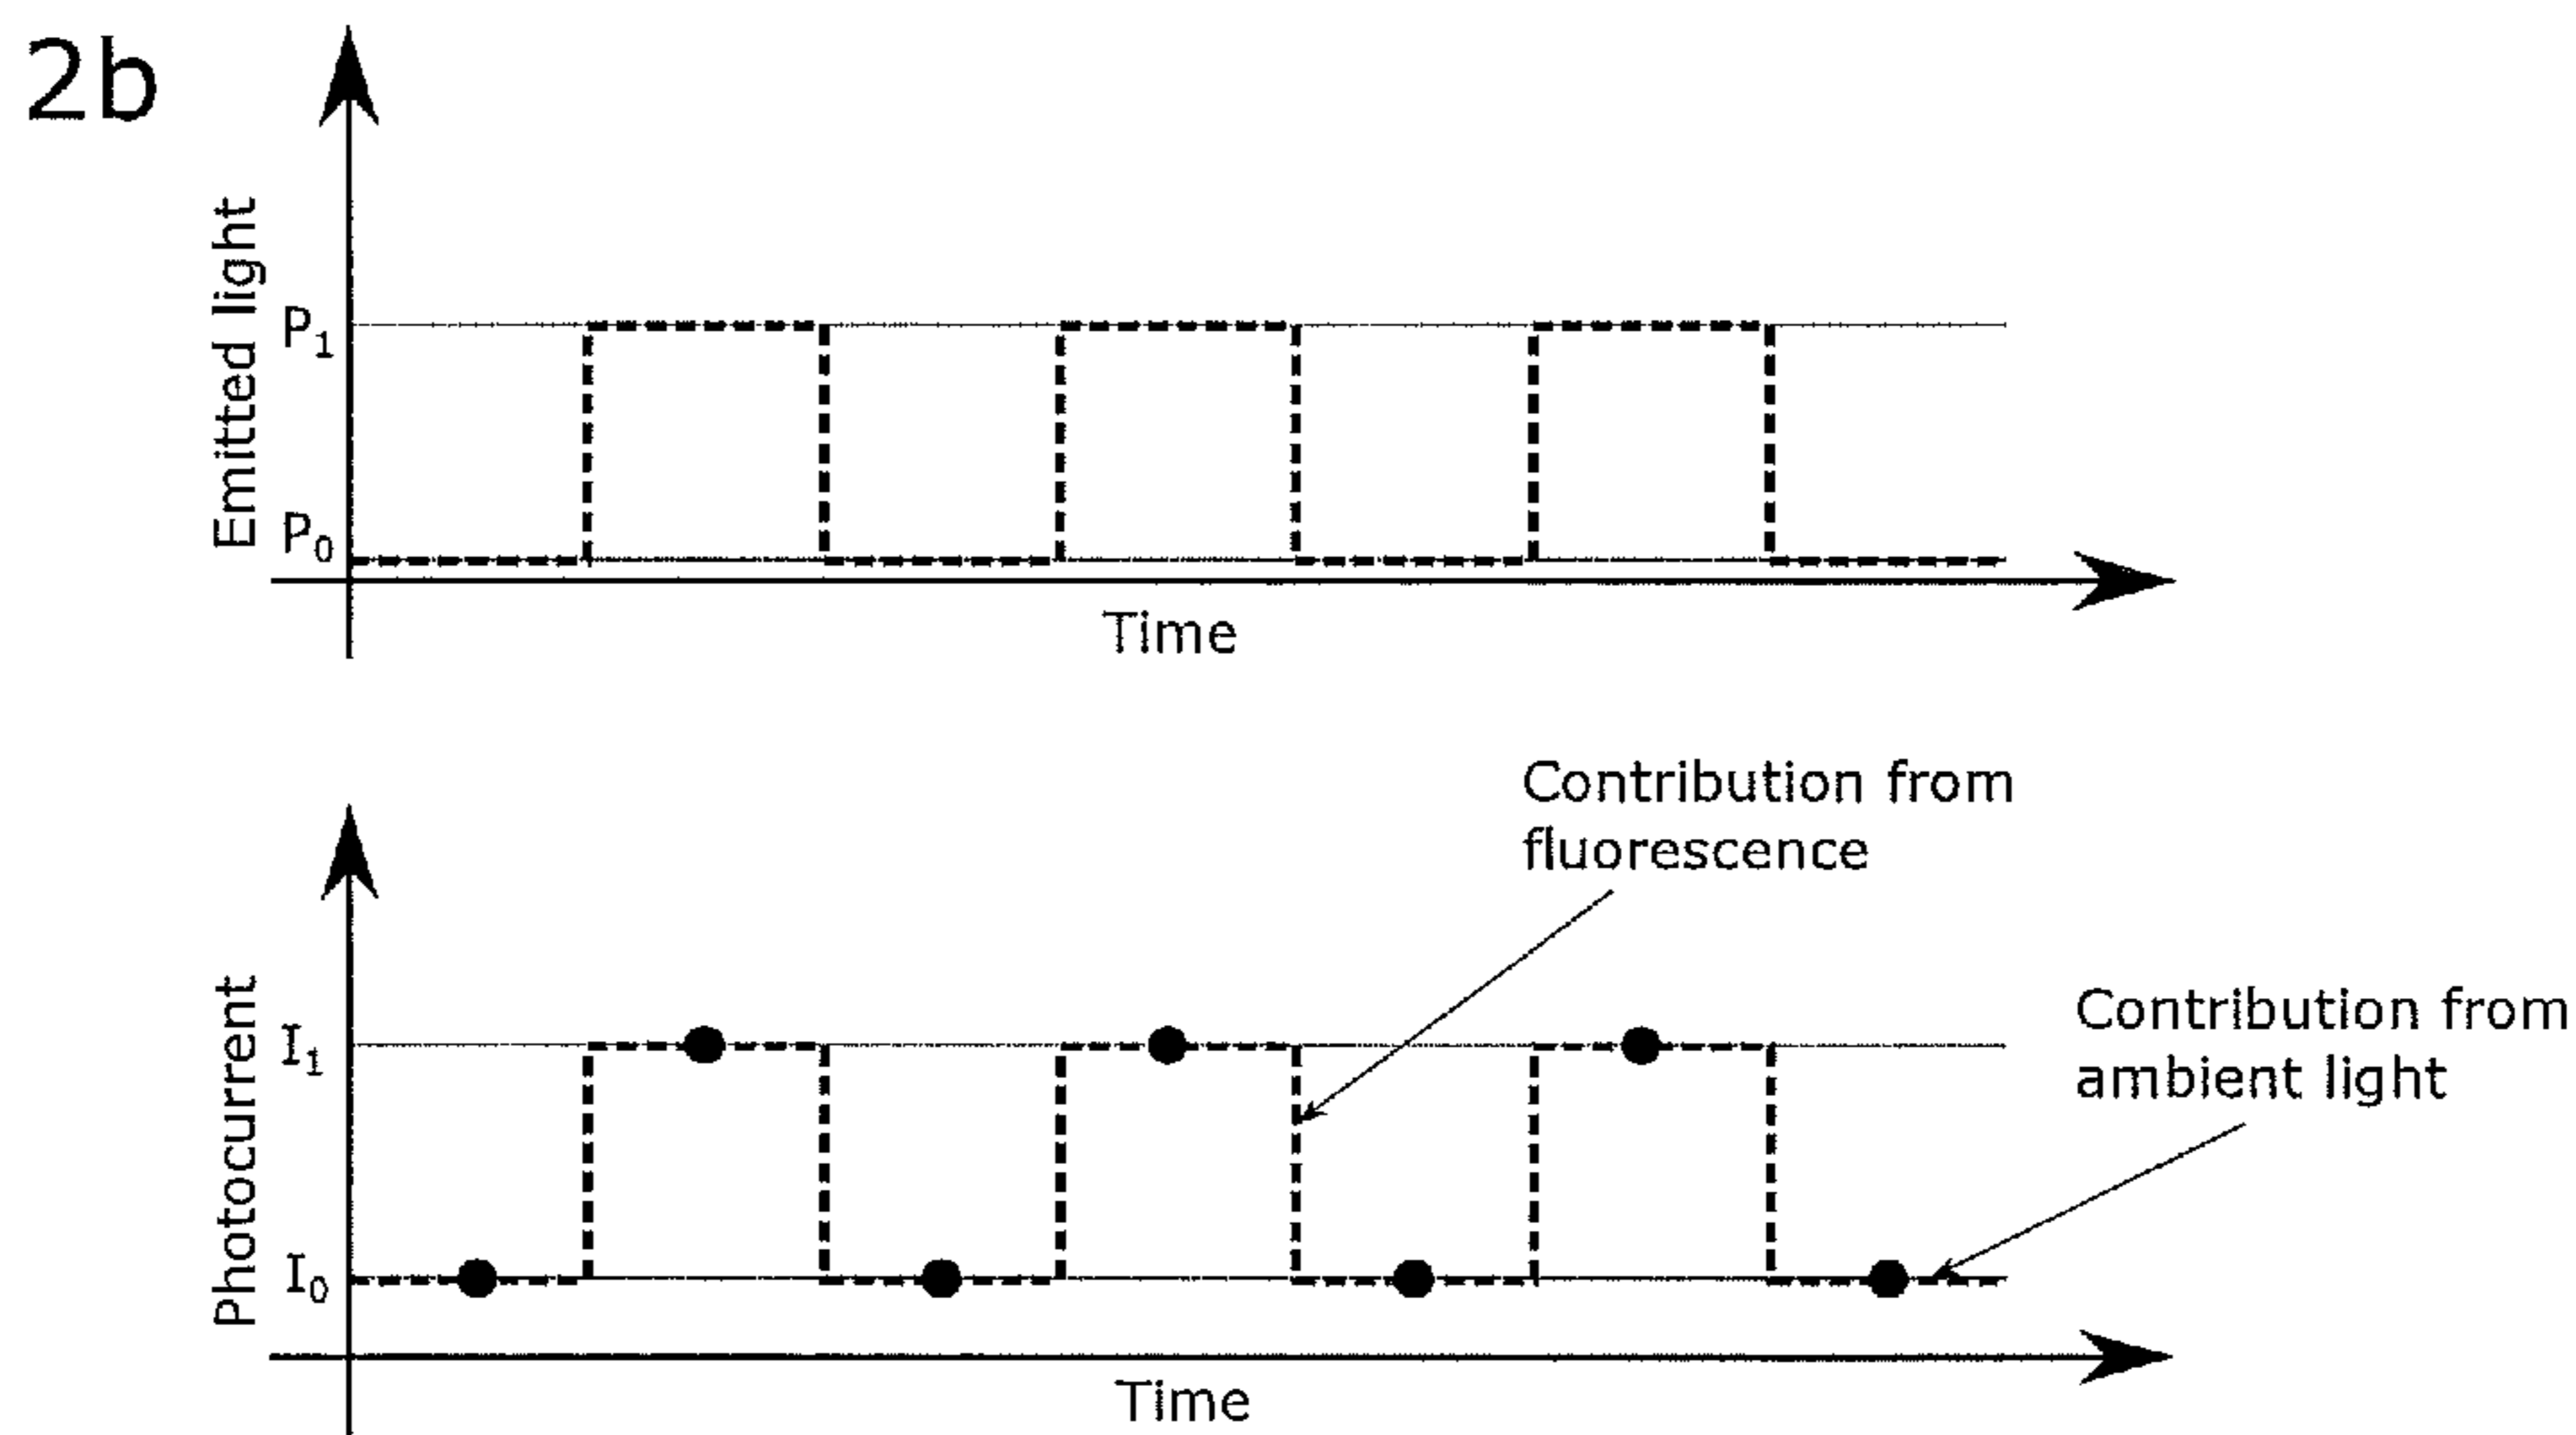 2b
Emitted light
P1
P0
Time
Contribution from
fluorescence
Contribution from
ambient light
Photocurrent
I1
I0
Time